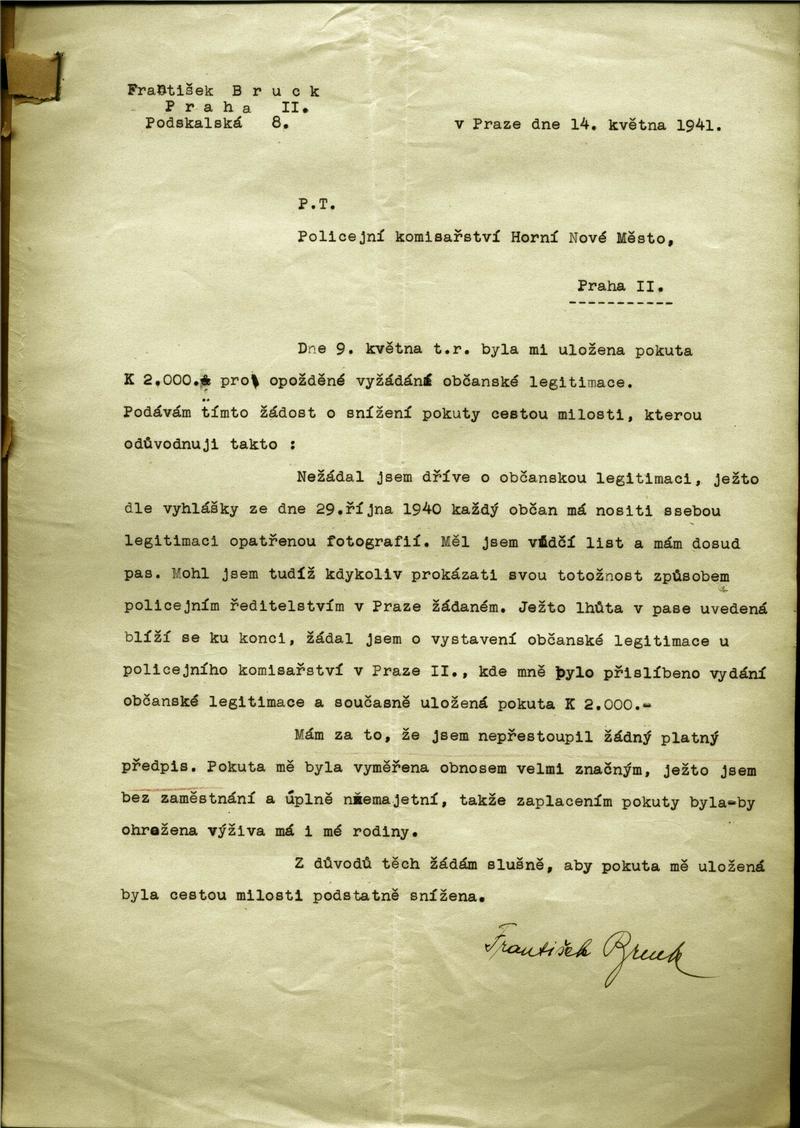 František Bruck
Praha II.
Podskalská 8.
v Praze dne 14. května 1941.
P.T.
Policejní komisařství Horní Nové Město,
Praha II.
Dne 9. května t.r. byla mi uložena pokuta
K 2.000.- pro opožděné vyžádání občanské legitimace.
Podávám tímto žádost o snížení pokuty cestou milosti, kterou
odůvodnuji takto :
Nežádal jsem dříve o občanskou legitimaci, ježto
dle vyhlášky ze dne 29.října 1940 každý občan má nositi ssebou
legitimaci opatřenou fotografií. Měl jsem vůdčí list a mám dosud
pas. Mohl jsem tudíž kdykoliv prokázati svou totožnost způsobem
policejním ředitelstvím v Praze žádaném. Ježto lhůta v pase uvedená
blíží se ku konci, žádal jsem o vystavení občanské legitimace u
policejního komisařství v Praze II., kde mně bylo přislíbeno vydání
občanské legitimace a současně uložená pokuta K 2.000.-
Mám za to, že jsem nepřestoupil žádný platný
předpis. Pokuta mě byla vyměřena obnosem velmi značným, ježto jsem
bez zaměstnání a úplně nemajetní, takže zaplacením pokuty byla-by
ohrožena výživa má i mé rodiny.
Z důvodů těch žádám slušně, aby pokuta mě uložená
byla cestou milosti podstatně snížena.
František Bruck